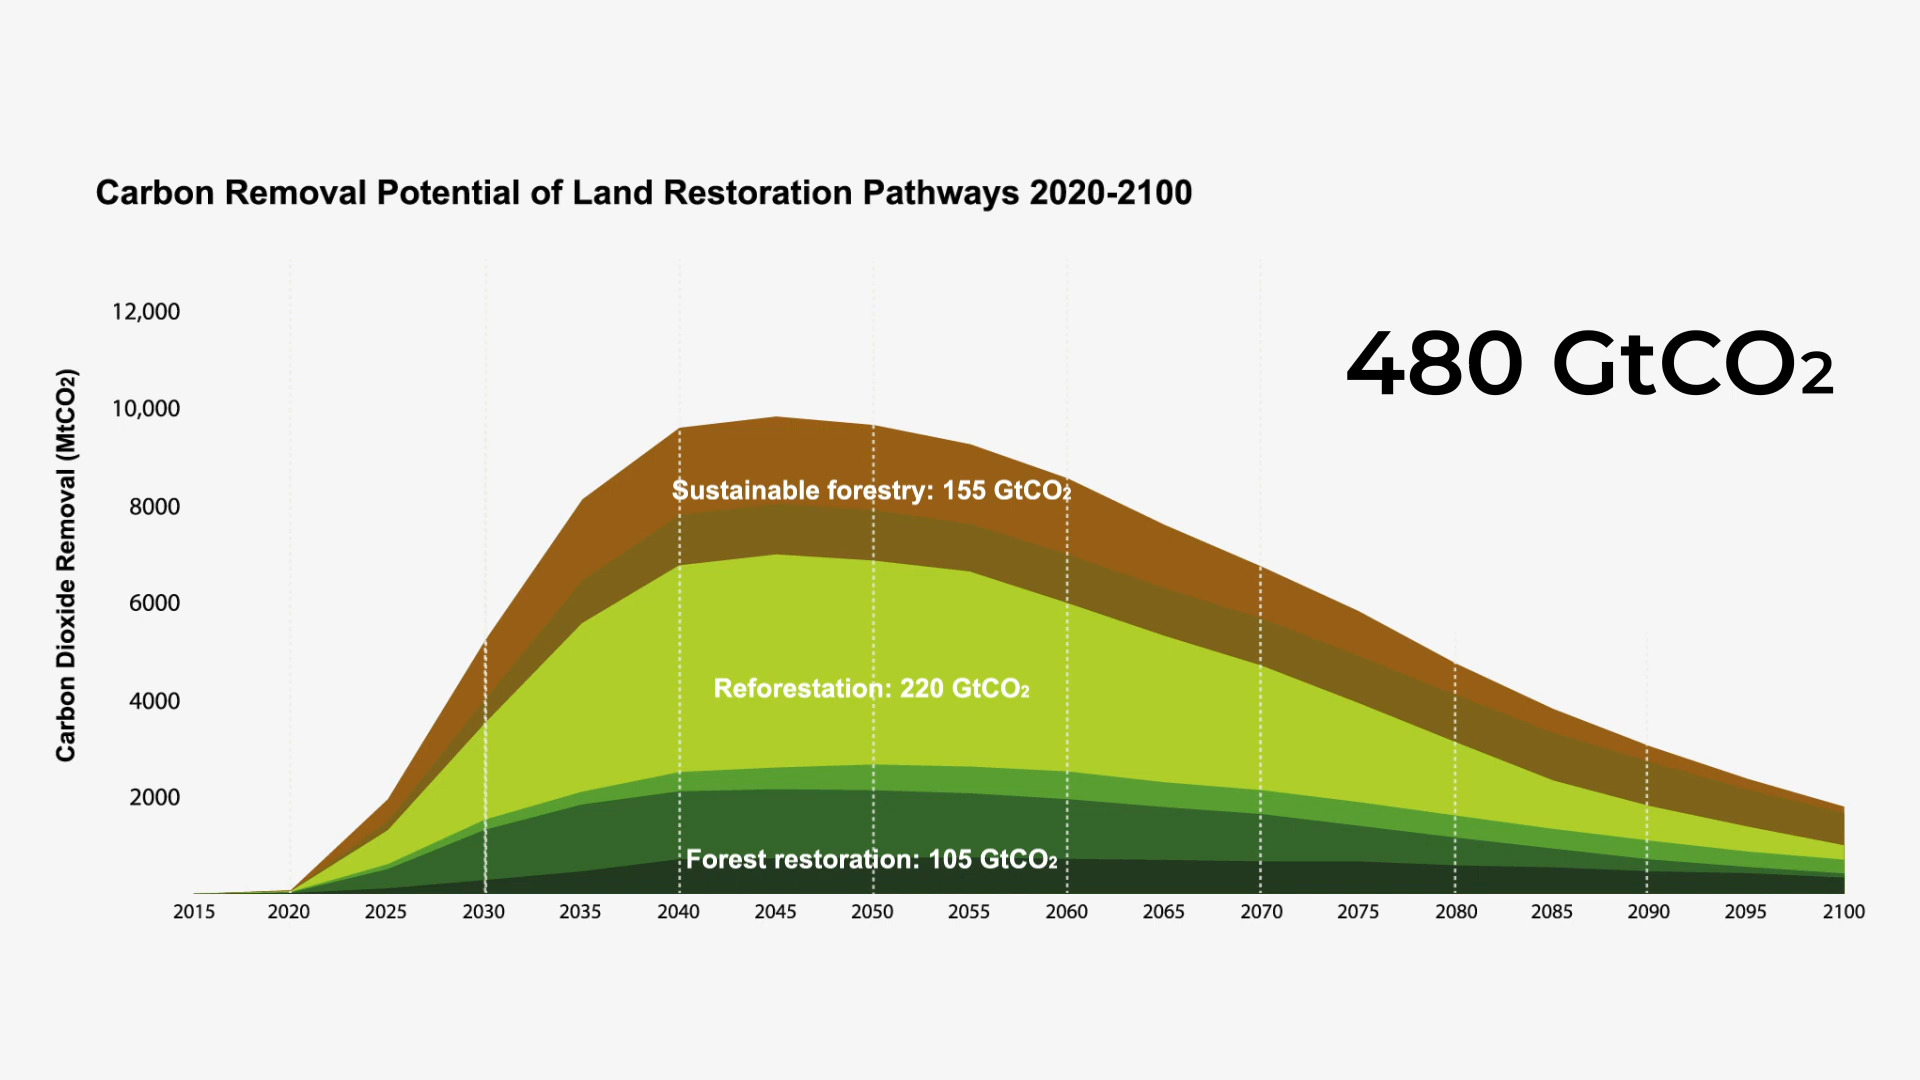 Carbon Removal Potential of Land Restoration Pathways 2020-2100
12,000
480 GtCO₂
10,000
Carbon Dioxide Removal (MtCO2)
8000
Sustainable forestry: 155 GtCO₂
6000
4000
Reforestation: 220 GtCO₂
2000
Forest restoration: 105 GtCO₂
2015 2020 2025 2030 2035 2040 2045 2050 2055 2060 2065 2070 2075 2080 2085 2090 2095 2100